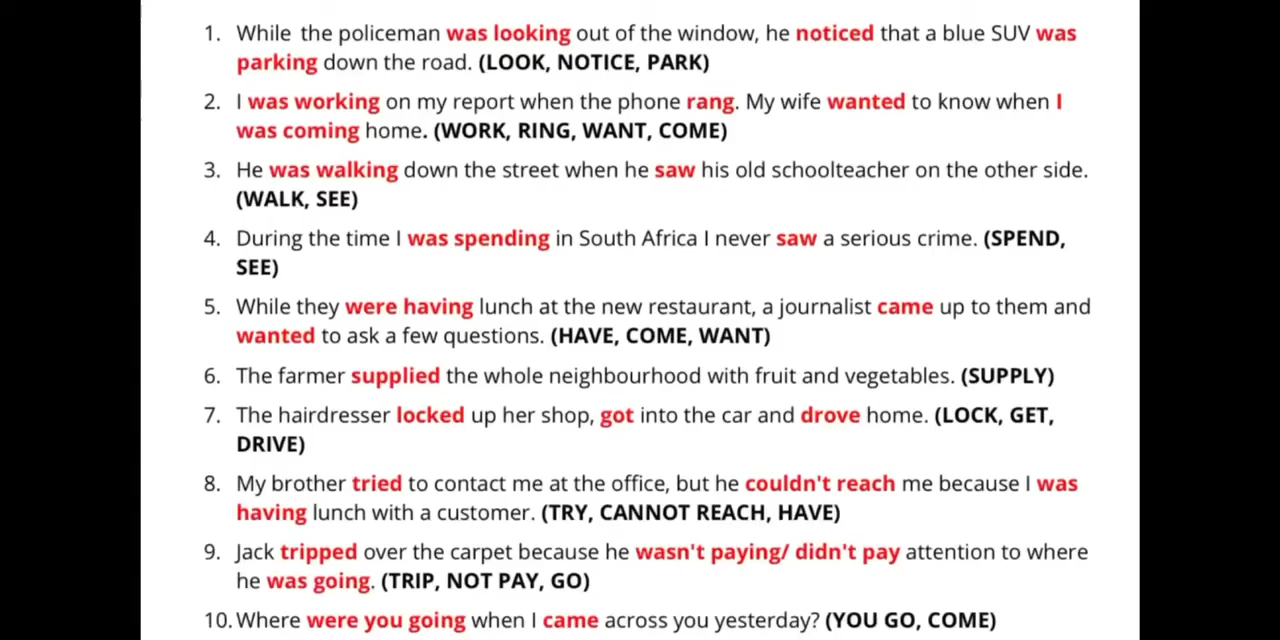 1. While the policeman was looking out of the window, he noticed that a blue SUV was
parking down the road. (LOOK, NOTICE, PARK)
2. I was working on my report when the phone rang. My wife wanted to know when I
was coming home. (WORK, RING, WANT, COME)
3. He was walking down the street when he saw his old schoolteacher on the other side.
(WALK, SEE)
4. During the time I was spending in South Africa I never saw a serious crime. (SPEND,
SEE)
5. While they were having lunch at the new restaurant, a journalist came up to them and
wanted to ask a few questions. (HAVE, COME, WANT)
6. The farmer supplied the whole neighbourhood with fruit and vegetables. (SUPPLY)
7. The hairdresser locked up her shop, got into the car and drove home. (LOCK, GET,
DRIVE)
8. My brother tried to contact me at the office, but he couldn't reach me because I was
having lunch with a customer. (TRY, CANNOT REACH, HAVE)
9. Jack tripped over the carpet because he wasn't paying/ didn't pay attention to where
he was going. (TRIP, NOT PAY, GO)
10. Where were you going when I came across you yesterday? (YOU GO, COME)